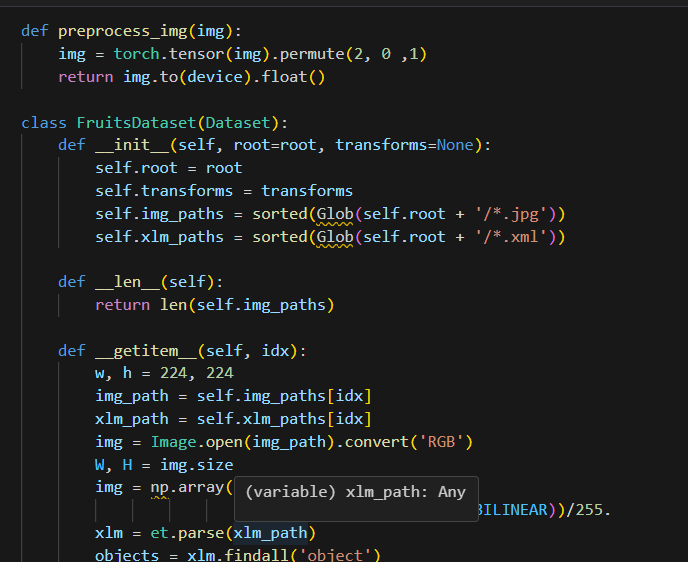 def preprocess_img(img):
    img = torch.tensor(img).permute(2, 0 ,1)
    return img.to(device).float()

class FruitsDataset(Dataset):
    def __init__(self, root=root, transforms=None):
        self.root = root
        self.transforms = transforms
        self.img_paths = sorted(Glob(self.root + '/*.jpg'))
        self.xlm_paths = sorted(Glob(self.root + '/*.xml'))

    def __len__(self):
        return len(self.img_paths)

    def __getitem__(self, idx):
        w, h = 224, 224
        img_path = self.img_paths[idx]
        xlm_path = self.xlm_paths[idx]
        img = Image.open(img_path).convert('RGB')
        W, H = img.size
        img = np.array(
(variable) xlm_path: Any
BILINEAR))/255.
        xlm = et.parse(xlm_path)
        objects = xlm.findall('object')